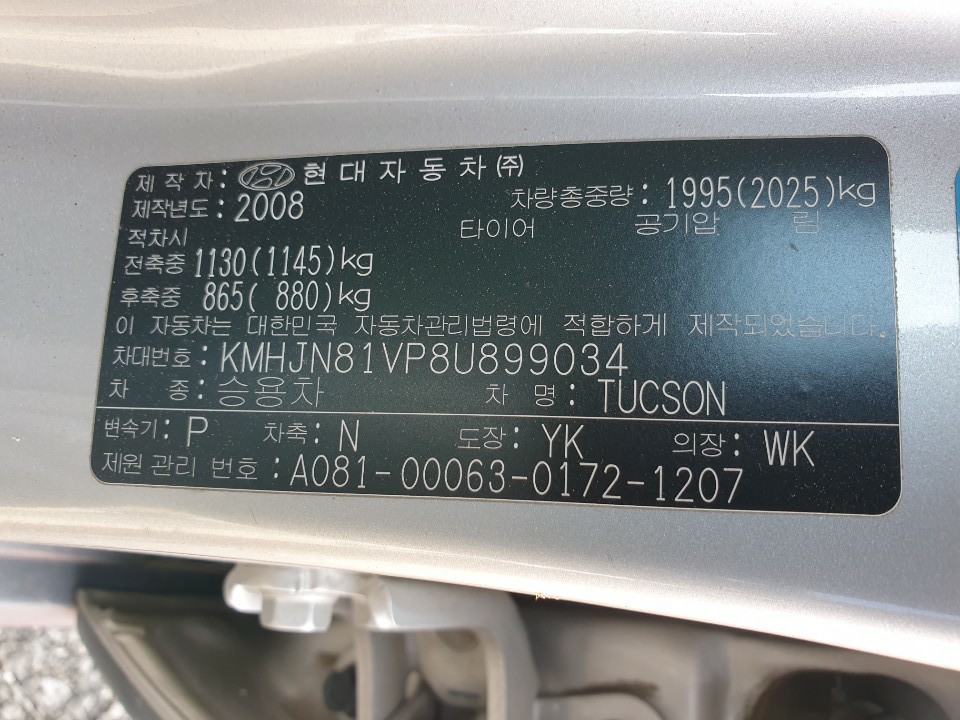 제 작 자: 현대자동차㈜
제작년도: 2008 차량총중량: 1995(2025)kg
적차시 타이어 공기압 림
전축중 1130(1145)kg
후축중 865( 880)kg
이 자동차는 대한민국 자동차관리법령에 적합하게 제작되었습니다.
차대번호: KMHJN81VP8U899034
차 종: 승용차 차 명: TUCSON
변속기: P 차축: N 도장: YK 의장: WK
제원 관리 번호: A081-00063-0172-1207